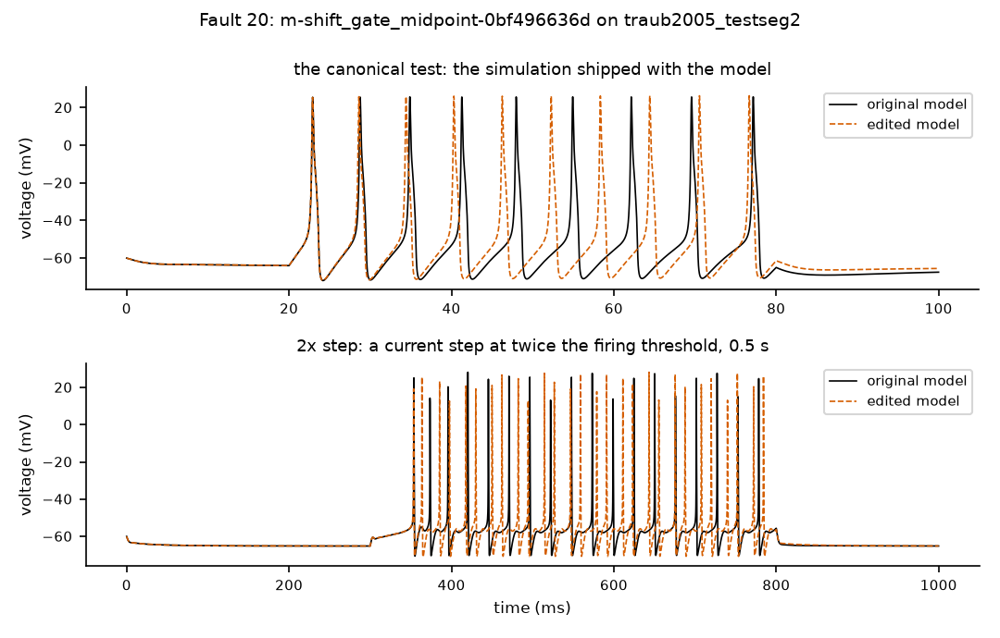 Fault 20: m-shift_gate_midpoint-0bf496636d on traub2005_testseg2
the canonical test: the simulation shipped with the model
voltage (mV)
20
0
−20
−40
−60
original model
edited model
0
20
40
60
80
100
2x step: a current step at twice the firing threshold, 0.5 s
voltage (mV)
20
0
−20
−40
−60
original model
edited model
0
200
400
600
800
1000
time (ms)